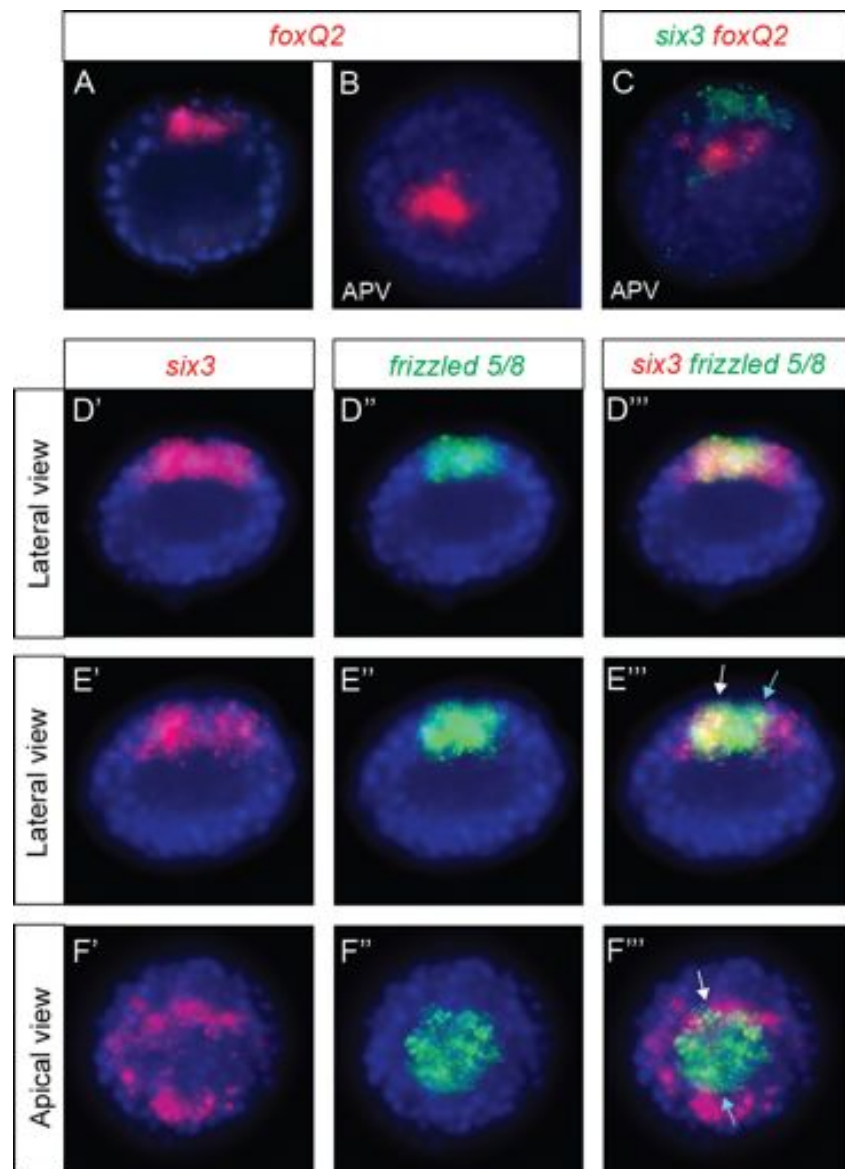 foxQ2
six3 foxQ2
A
B
APV
C
APV
six3
frizzled 5/8
six3 frizzled 5/8
Lateral view
D'
D''
D'''
Lateral view
E'
E''
E'''
Apical view
F'
F''
F'''